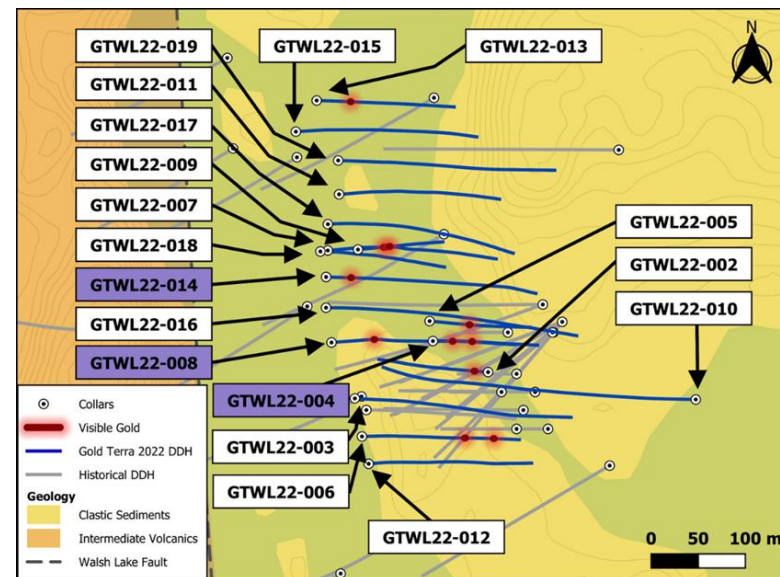 GTWL22-019
GTWL22-015
GTWL22-013
GTWL22-011
GTWL22-017
GTWL22-009
GTWL22-007
GTWL22-018
GTWL22-014
GTWL22-016
GTWL22-008
GTWL22-005
GTWL22-002
GTWL22-010
GTWL22-004
GTWL22-003
GTWL22-006
GTWL22-012
Collars
Visible Gold
Gold Terra 2022 DDH
Historical DDH
Geology
Clastic Sediments
Intermediate Volcanics
Walsh Lake Fault
N
0 50 100 m